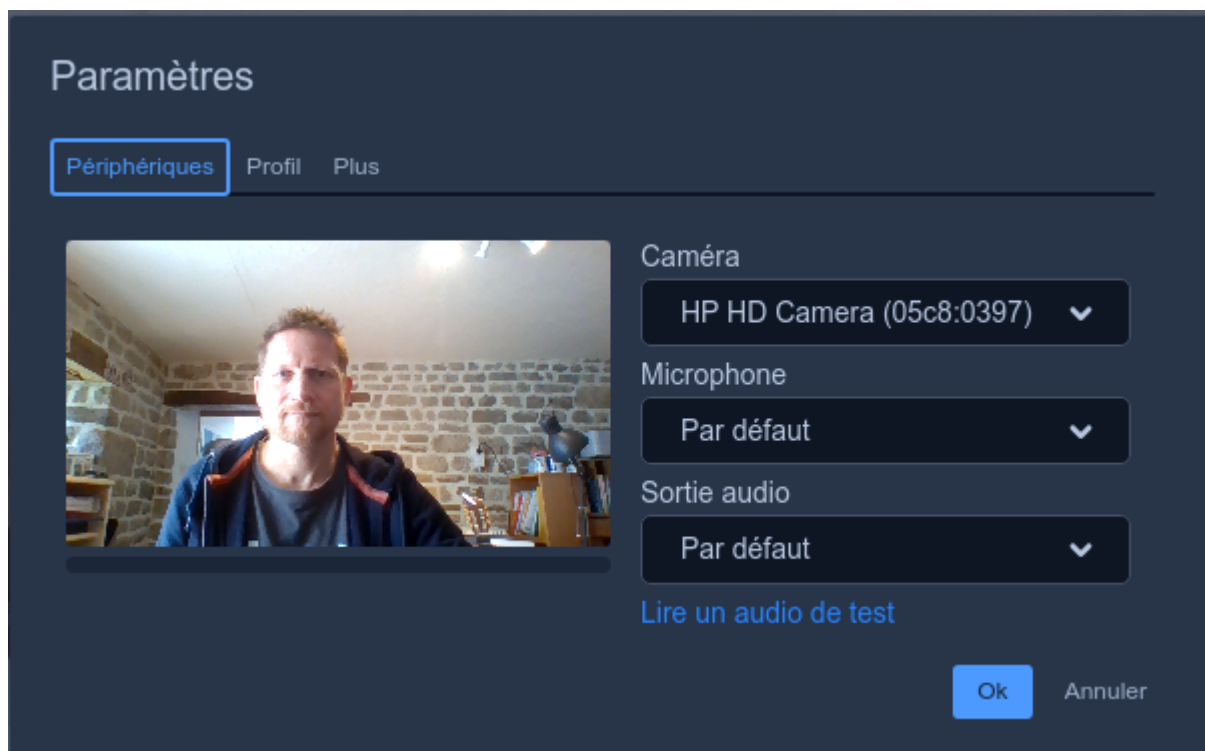 Paramètres
Périphériques Profil Plus
Caméra
HP HD Camera (05c8:0397)
Microphone
Par défaut
Sortie audio
Par défaut
Lire un audio de test
Ok Annuler